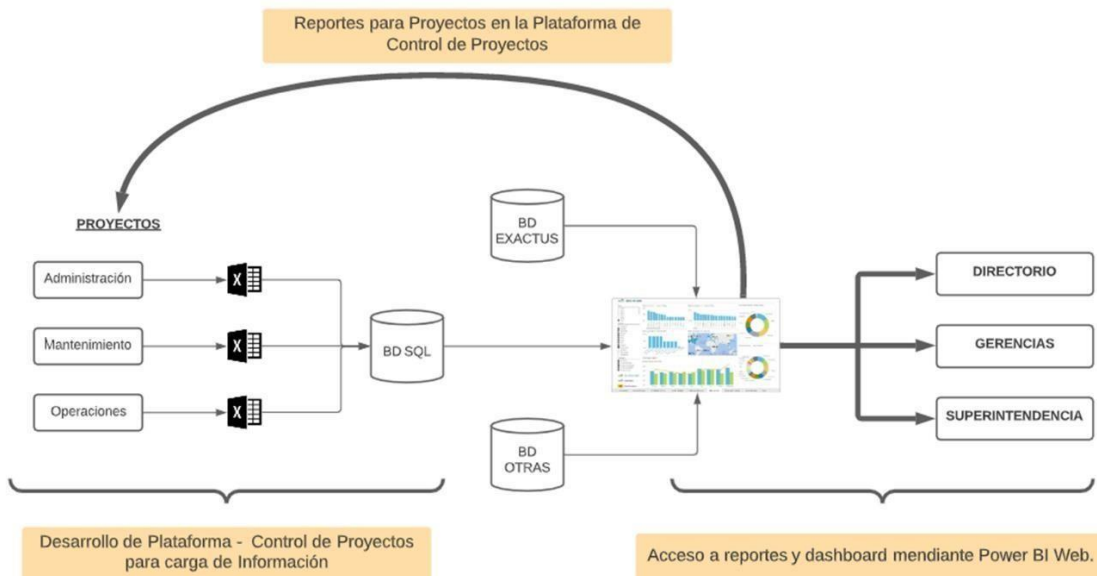 Reportes para Proyectos en la Plataforma de
Control de Proyectos
PROYECTOS
Administración
Mantenimiento
Operaciones
X
X
X
BD SQL
BD
EXACTUS
BD
OTRAS
DIRECTORIO
GERENCIAS
SUPERINTENDENCIA
Desarrollo de Plataforma - Control de Proyectos
para carga de Información
Acceso a reportes y dashboard mendiante Power BI Web.